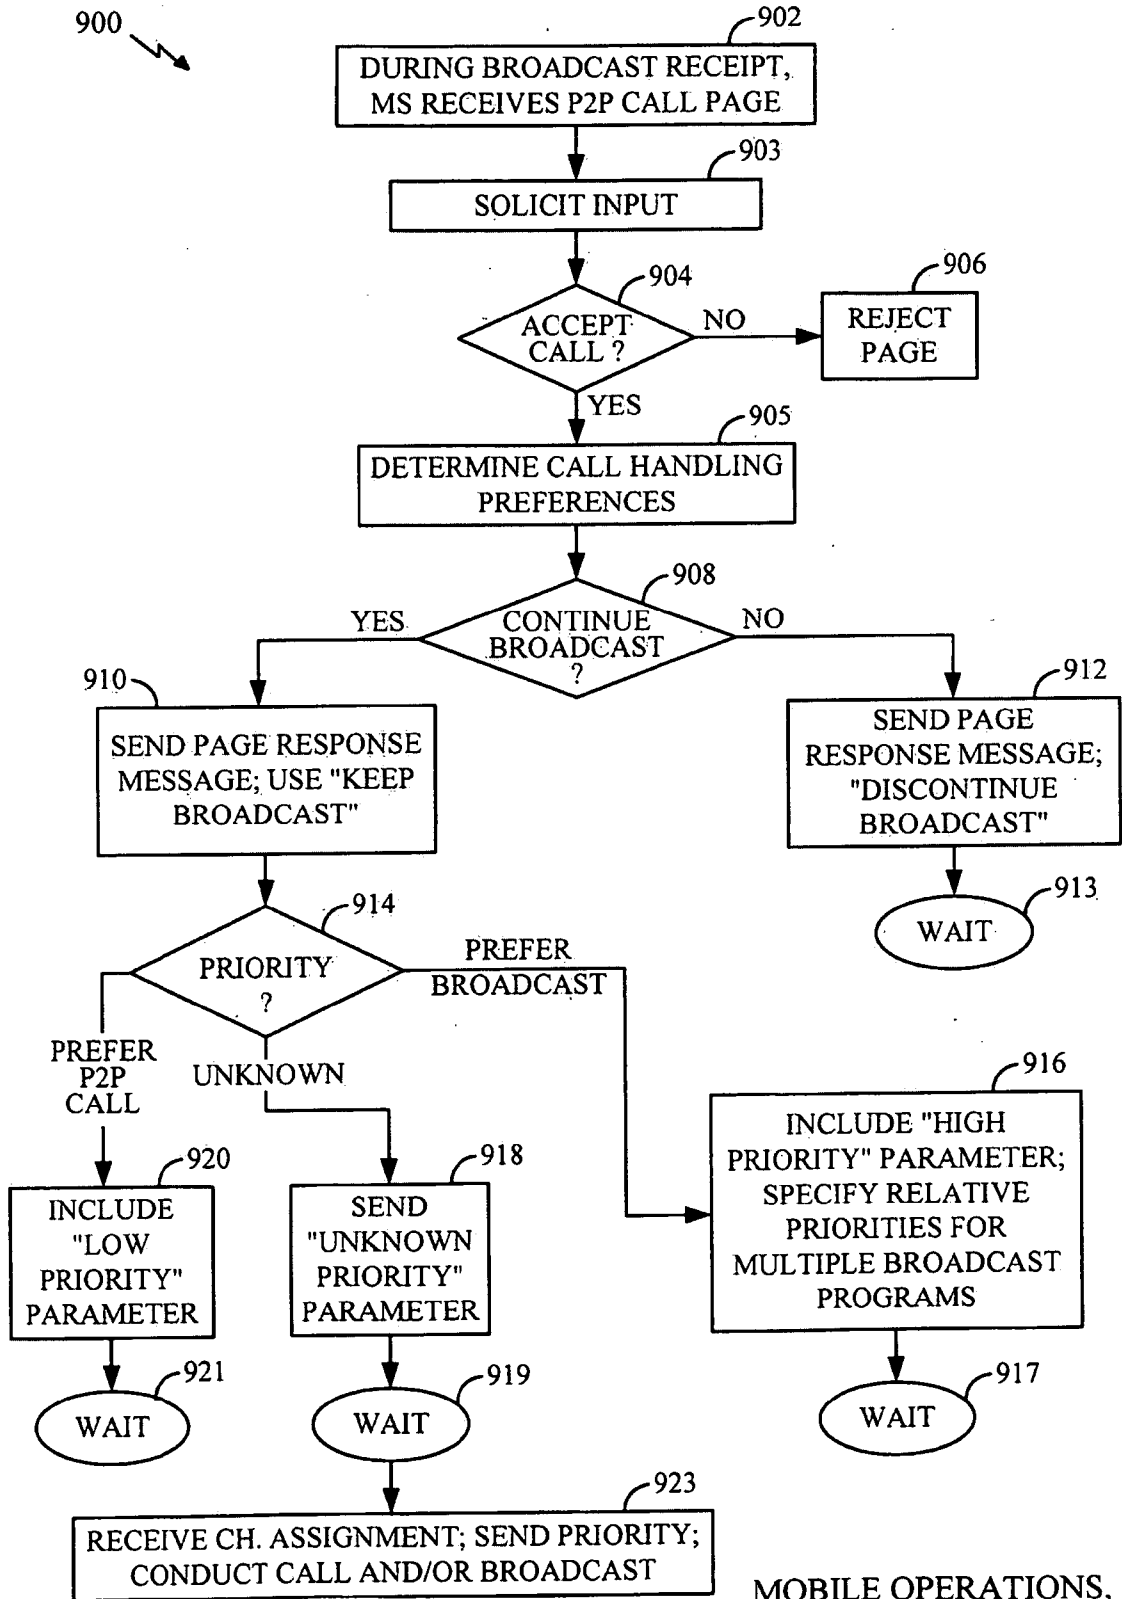 900
902
DURING BROADCAST RECEIPT,
MS RECEIVES P2P CALL PAGE
903
SOLICIT INPUT
904
ACCEPT
CALL ?
NO
906
REJECT
PAGE
YES
905
DETERMINE CALL HANDLING
PREFERENCES
908
CONTINUE
BROADCAST
?
YES
NO
910
SEND PAGE RESPONSE
MESSAGE; USE "KEEP
BROADCAST"
912
SEND PAGE
RESPONSE MESSAGE;
"DISCONTINUE
BROADCAST"
913
WAIT
914
PRIORITY
?
PREFER
BROADCAST
PREFER
P2P
CALL
UNKNOWN
916
INCLUDE "HIGH
PRIORITY" PARAMETER;
SPECIFY RELATIVE
PRIORITIES FOR
MULTIPLE BROADCAST
PROGRAMS
920
INCLUDE
"LOW
PRIORITY"
PARAMETER
918
SEND
"UNKNOWN
PRIORITY"
PARAMETER
921
WAIT
919
WAIT
917
WAIT
923
RECEIVE CH. ASSIGNMENT; SEND PRIORITY;
CONDUCT CALL AND/OR BROADCAST
MOBILE OPERATIONS,